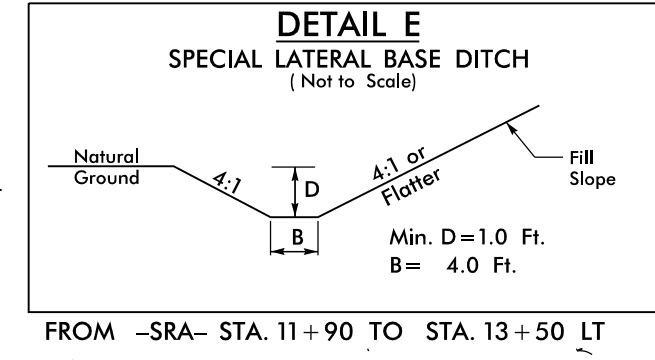 DETAIL E
SPECIAL LATERAL BASE DITCH
( Not to Scale)
Natural
Ground
4:1
D
B
4:1 or
Flatter
Fill
Slope
Min. D=1.0 Ft.
B= 4.0 Ft.
FROM -SRA- STA. 11+90 TO STA. 13+50 LT